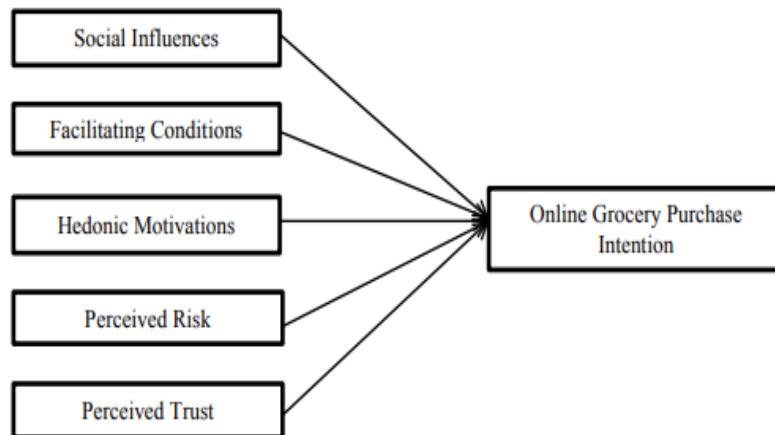 Social Influences
Facilitating Conditions
Hedonic Motivations
Online Grocery Purchase
Intention
Perceived Risk
Perceived Trust